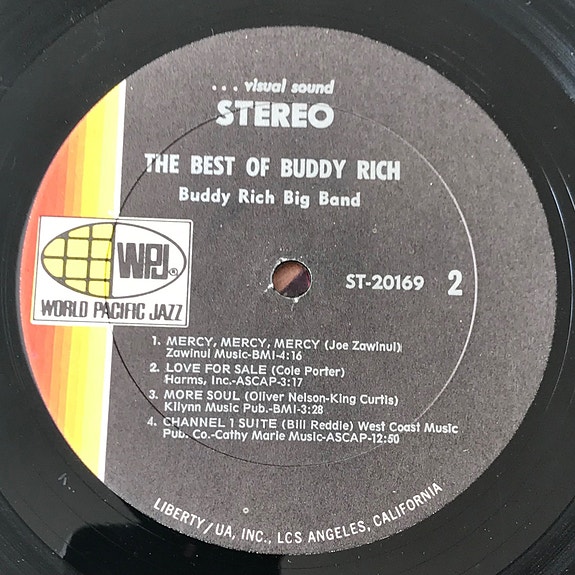 ... visual sound
STEREO
THE BEST OF BUDDY RICH
Buddy Rich Big Band
WPJ ®
WORLD PACIFIC JAZZ
ST-20169 2
1. MERCY, MERCY, MERCY (Joe Zawinul)
Zawinul Music-BMI-4:16
2. LOVE FOR SALE (Cole Porter)
Harms, Inc.-ASCAP-3:17
3. MORE SOUL (Oliver Nelson-King Curtis)
Kilynn Music Pub.-BMI-3:28
4. CHANNEL 1 SUITE (Bill Reddie) West Coast Music
Pub. Co.-Cathy Marie Music-ASCAP-12:50
LIBERTY/UA, INC., LOS ANGELES, CALIFORNIA